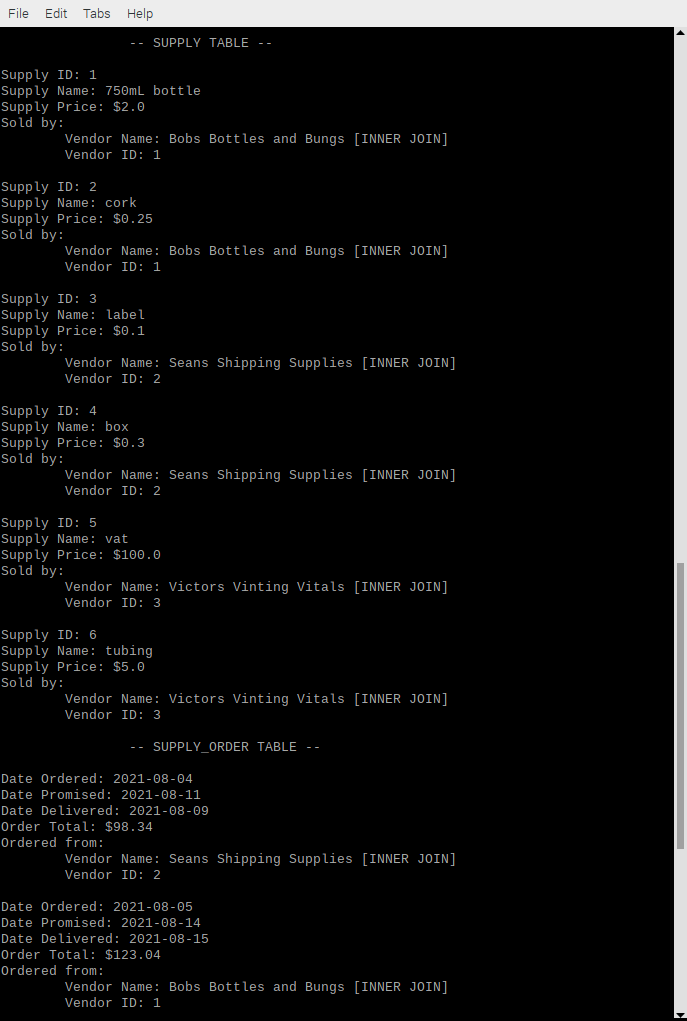 File Edit Tabs Help
-- SUPPLY TABLE --
Supply ID: 1
Supply Name: 750mL bottle
Supply Price: $2.0
Sold by:
Vendor Name: Bobs Bottles and Bungs [INNER JOIN]
Vendor ID: 1
Supply ID: 2
Supply Name: cork
Supply Price: $0.25
Sold by:
Vendor Name: Bobs Bottles and Bungs [INNER JOIN]
Vendor ID: 1
Supply ID: 3
Supply Name: label
Supply Price: $0.1
Sold by:
Vendor Name: Seans Shipping Supplies [INNER JOIN]
Vendor ID: 2
Supply ID: 4
Supply Name: box
Supply Price: $0.3
Sold by:
Vendor Name: Seans Shipping Supplies [INNER JOIN]
Vendor ID: 2
Supply ID: 5
Supply Name: vat
Supply Price: $100.0
Sold by:
Vendor Name: Victors Vinting Vitals [INNER JOIN]
Vendor ID: 3
Supply ID: 6
Supply Name: tubing
Supply Price: $5.0
Sold by:
Vendor Name: Victors Vinting Vitals [INNER JOIN]
Vendor ID: 3
-- SUPPLY_ORDER TABLE --
Date Ordered: 2021-08-04
Date Promised: 2021-08-11
Date Delivered: 2021-08-09
Order Total: $98.34
Ordered from:
Vendor Name: Seans Shipping Supplies [INNER JOIN]
Vendor ID: 2
Date Ordered: 2021-08-05
Date Promised: 2021-08-14
Date Delivered: 2021-08-15
Order Total: $123.04
Ordered from:
Vendor Name: Bobs Bottles and Bungs [INNER JOIN]
Vendor ID: 1